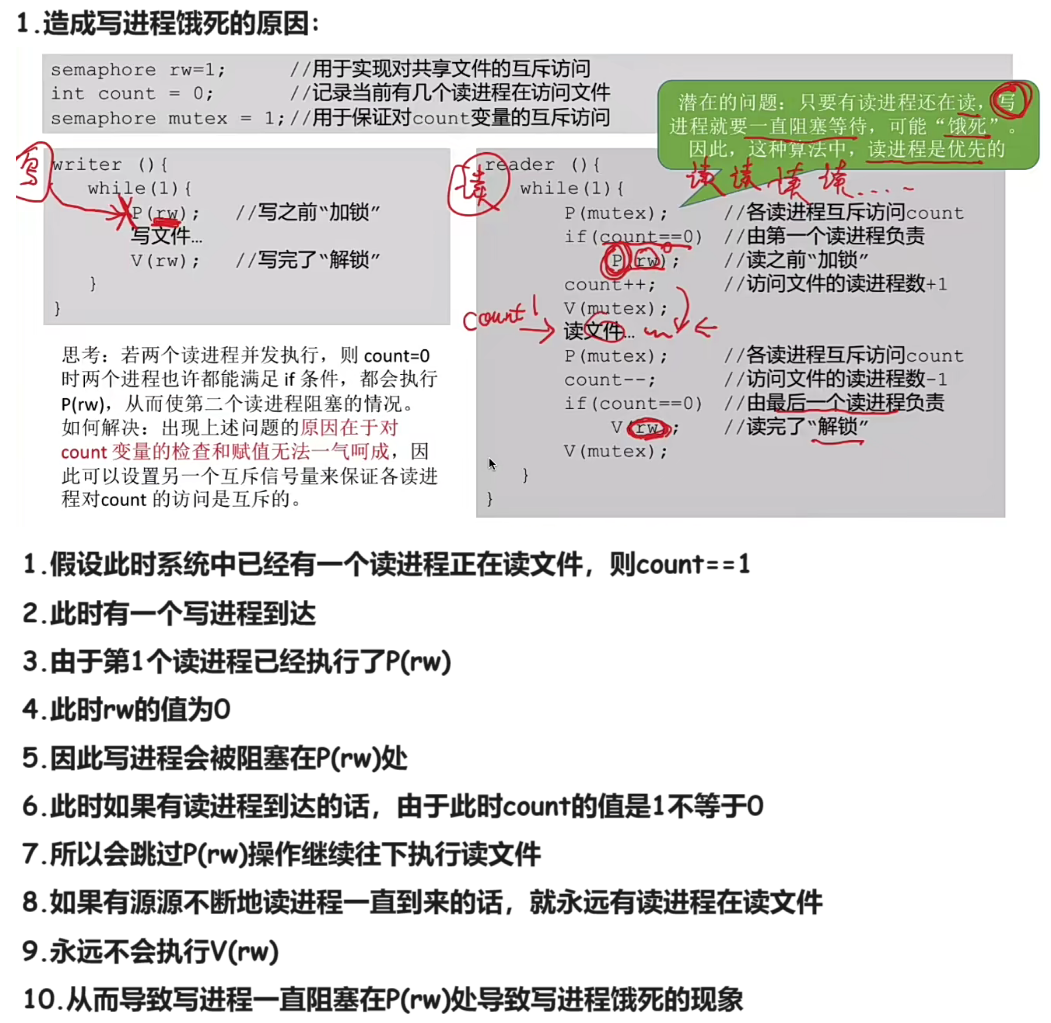 1.造成写进程饿死的原因：
semaphore rw=1; //用于实现对共享文件的互斥访问
int count = 0; //记录当前有几个读进程在访问文件
semaphore mutex = 1; //用于保证对count变量的互斥访问
潜在的问题：只要有读进程还在读，写
进程就要一直阻塞等待，可能“饿死”。
因此，这种算法中，读进程是优先的
写
writer (){
while(1){
P(rw); //写之前“加锁”
写文件…
V(rw); //写完了“解锁”
}
}
读
读 读 读 读 ....
reader (){
while(1){
P(mutex); //各读进程互斥访问count
if(count==0) //由第一个读进程负责
P(rw); //读之前“加锁”
0
count++; //访问文件的读进程数+1
V(mutex);
count 1
读文件…
P(mutex); //各读进程互斥访问count
count--; //访问文件的读进程数-1
if(count==0) //由最后一个读进程负责
V(rw); //读完了“解锁”
V(mutex);
}
}
思考：若两个读进程并发执行，则 count=0
时两个进程也许都能满足 if 条件，都会执行
P(rw)，从而使第二个读进程阻塞的情况。
如何解决：出现上述问题的原因在于对
count 变量的检查和赋值无法一气呵成，因
此可以设置另一个互斥信号量来保证各读进
程对count 的访问是互斥的。
1.假设此时系统中已经有一个读进程正在读文件，则count==1
2.此时有一个写进程到达
3.由于第1个读进程已经执行了P(rw)
4.此时rw的值为0
5.因此写进程会被阻塞在P(rw)处
6.此时如果有读进程到达的话，由于此时count的值是1不等于0
7.所以会跳过P(rw)操作继续往下执行读文件
8.如果有源源不断地读进程一直到来的话，就永远有读进程在读文件
9.永远不会执行V(rw)
10.从而导致写进程一直阻塞在P(rw)处导致写进程饿死的现象